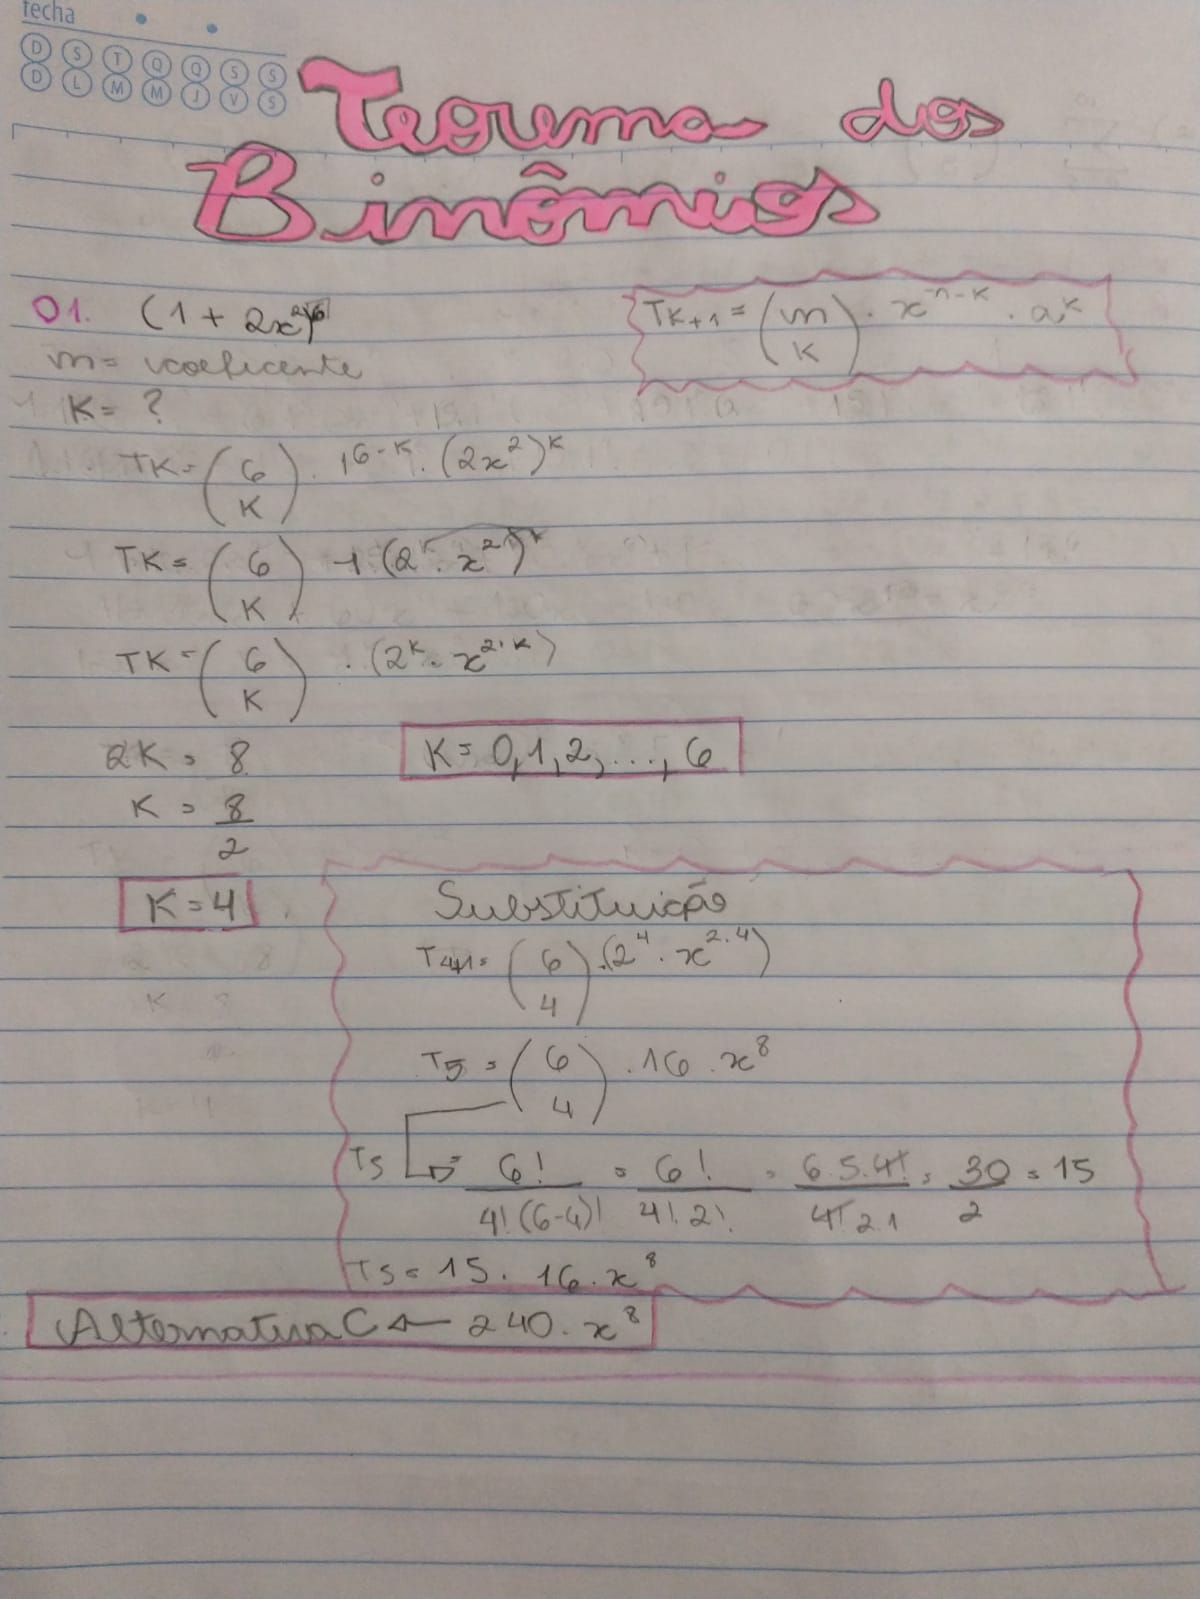 fecha
D S T Q Q S S
D L M M J V S
Teorema dos
Binômios
01. (1 + 2x²)⁶
Tk+1 = (n k) . x^n-k . a^k
n = coeficente
K = ?
TK = (6 K) . 1^6-K . (2x²)^K
TK = (6 K) 1 . (2^K . x²)^K
TK = (6 K) . (2^K . x^2.K)
2K = 8
K = 0, 1, 2, ..., 6
K = 8/2
K = 4
Substituição
T4+1 = (6 4) . (2⁴ . x^2.4)
T5 = (6 4) . 16 . x⁸
T5 = 6!/4!(6-4)! = 6!/4! 2! = 6.5.4!/4! 2.1 = 30/2 = 15
T5 = 15 . 16 . x⁸
Alternativa C ← 240 . x⁸